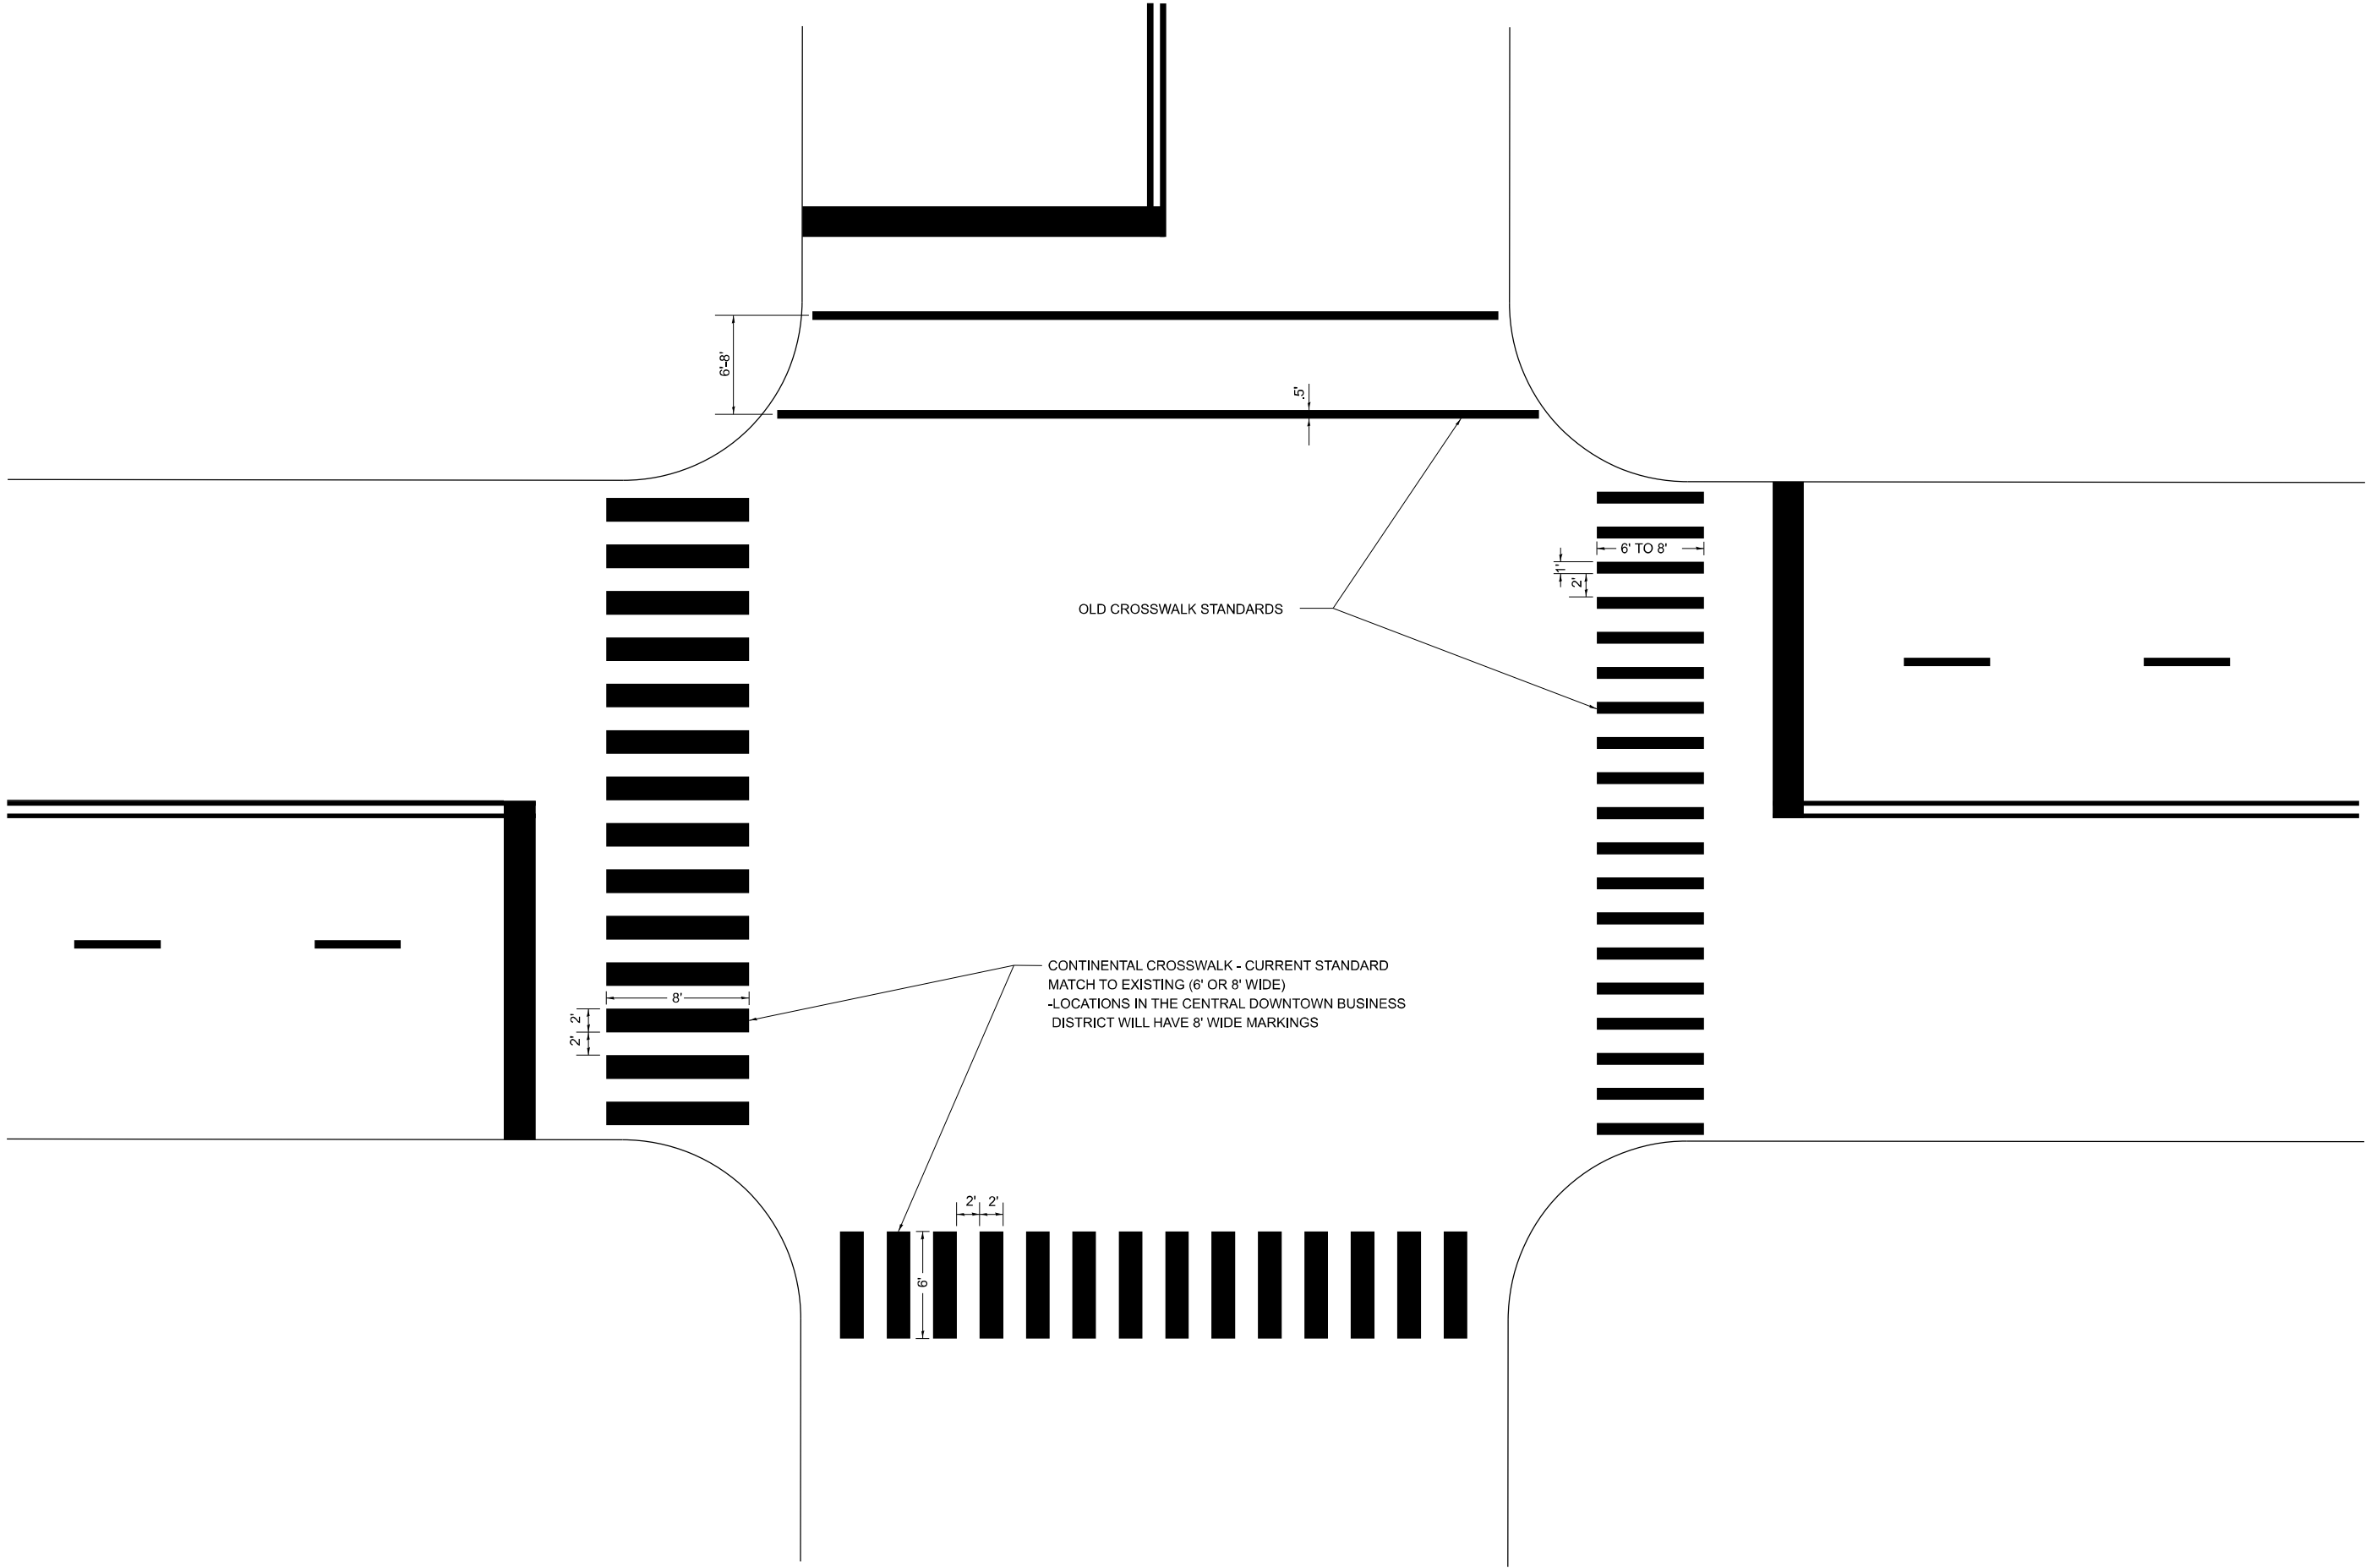 6'-8'
.5'
6' TO 8'
1'
2'
OLD CROSSWALK STANDARDS
CONTINENTAL CROSSWALK - CURRENT STANDARD
MATCH TO EXISTING (6' OR 8' WIDE)
-LOCATIONS IN THE CENTRAL DOWNTOWN BUSINESS
DISTRICT WILL HAVE 8' WIDE MARKINGS
8'
2'
2'
2' 2'
6'